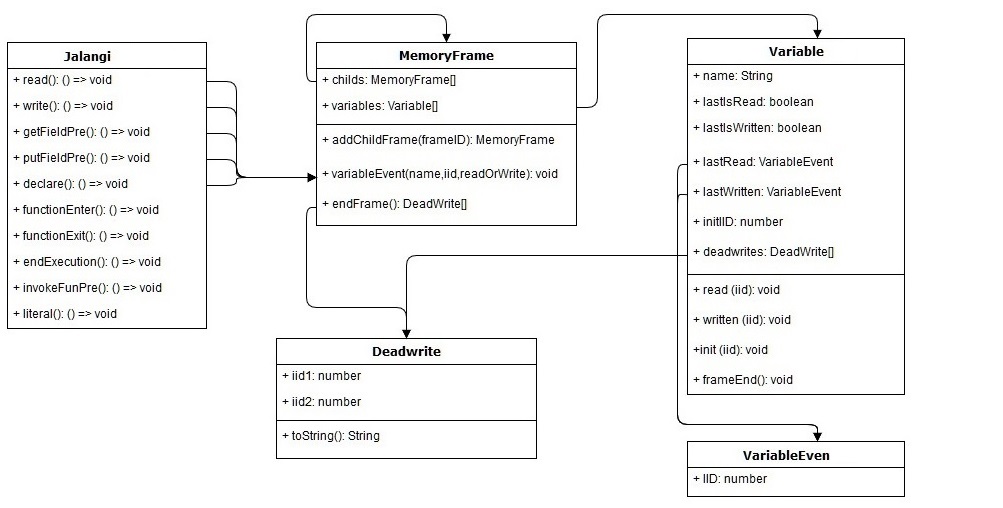 Jalangi
+ read(): () => void
+ write(): () => void
+ getFieldPre(): () => void
+ putFieldPre(): () => void
+ declare(): () => void
+ functionEnter(): () => void
+ functionExit(): () => void
+ endExecution(): () => void
+ invokeFunPre(): () => void
+ literal(): () => void
MemoryFrame
+ childs: MemoryFrame[]
+ variables: Variable[]
+ addChildFrame(frameID): MemoryFrame
+ variableEvent(name,iid,readOrWrite): void
+ endFrame(): DeadWrite[]
Variable
+ name: String
+ lastIsRead: boolean
+ lastIsWritten: boolean
+ lastRead: VariableEvent
+ lastWritten: VariableEvent
+ initIID: number
+ deadwrites: DeadWrite[]
+ read (iid): void
+ written (iid): void
+init (iid): void
+ frameEnd(): void
Deadwrite
+ iid1: number
+ iid2: number
+ toString(): String
VariableEven
+ IID: number